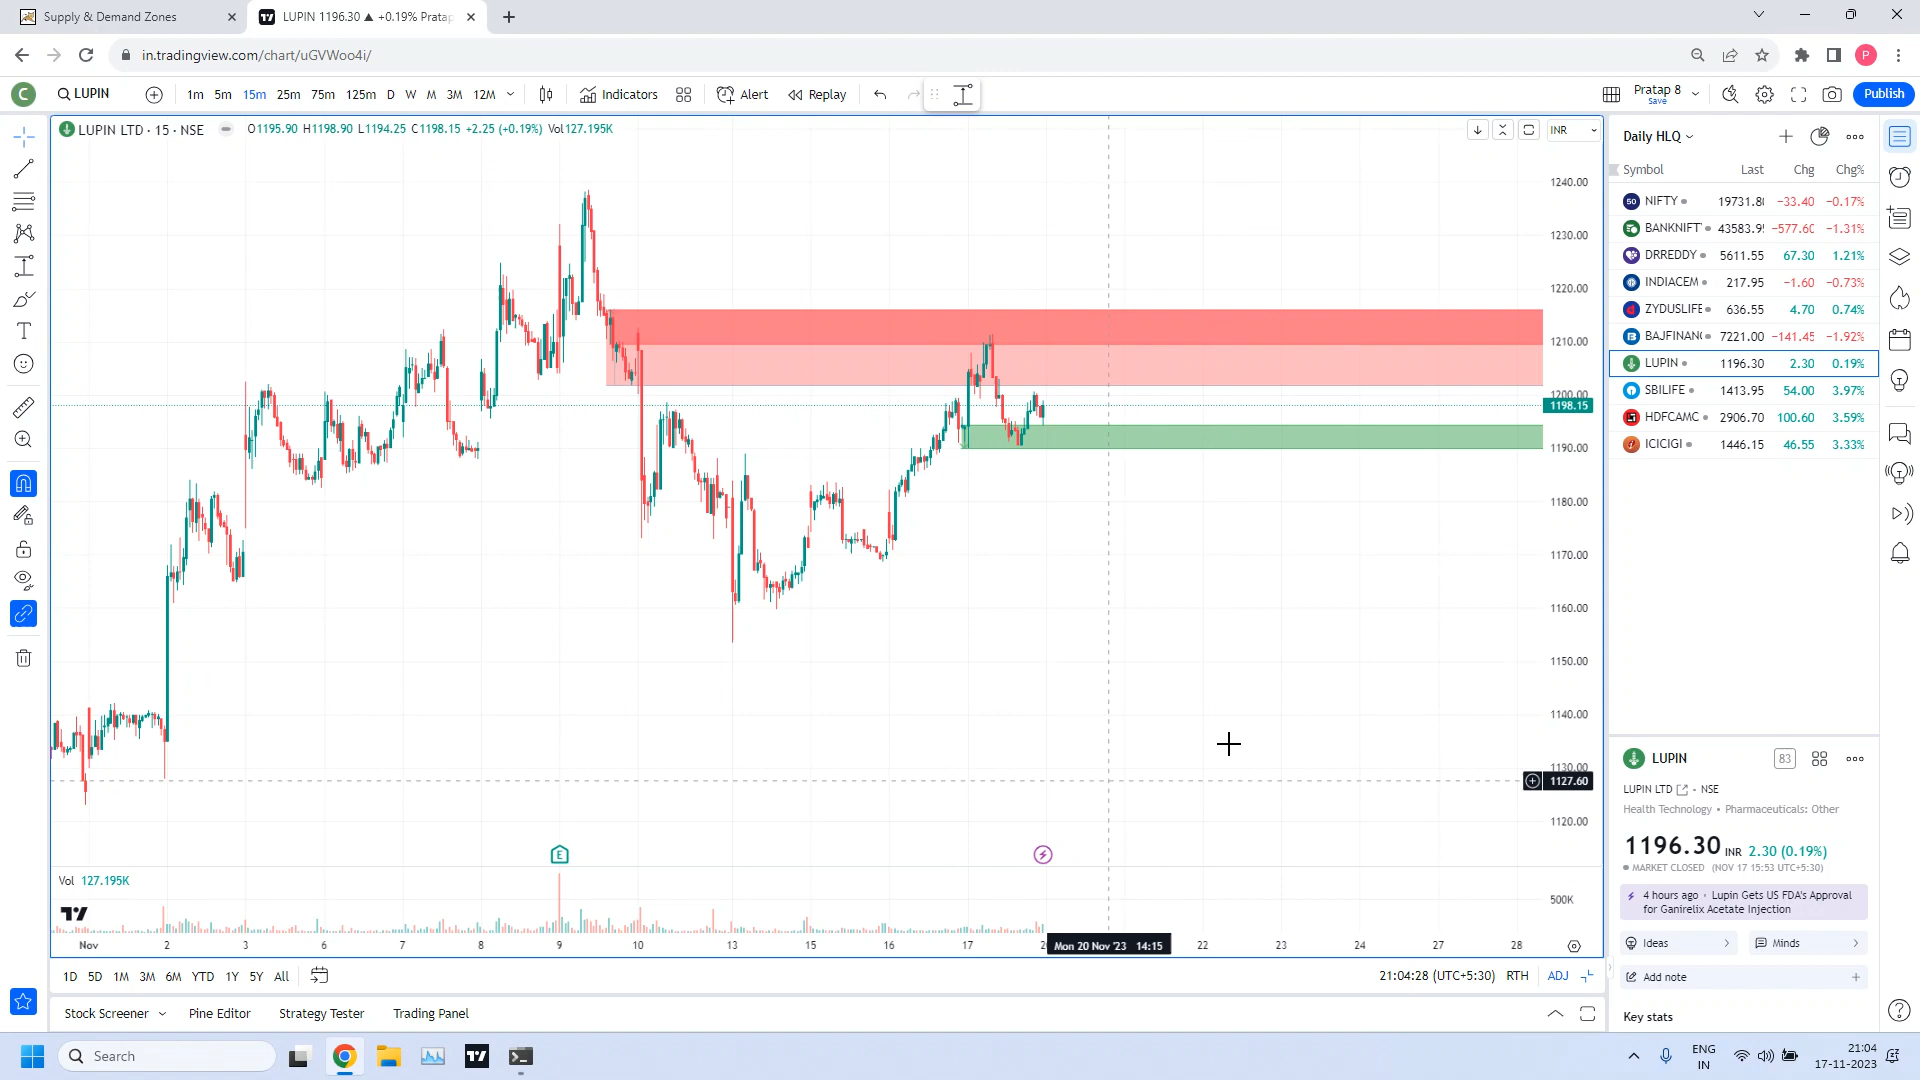 Supply & Demand Zones
LUPIN 1196.30 ▲ +0.19% Pratap
in.tradingview.com/chart/uGVWoo4i/
P
C
LUPIN
1m 5m 15m 25m 75m 125m D W M 3M 12M
Indicators
Alert
Replay
Pratap 8
Save
Publish
LUPIN LTD · 15 · NSE
O1195.90 H1198.90 L1194.25 C1198.15 +2.25 (+0.19%) Vol127.195K
INR
1240.00
1230.00
1220.00
1210.00
1200.00
1198.15
1190.00
1180.00
1170.00
1160.00
1150.00
1140.00
1130.00
1127.60
1120.00
E
Vol 127.195K
500K
Nov 2 3 6 7 8 9 10 13 15 16 17 Mon 20 Nov '23 14:15 22 23 24 27 28
1D 5D 1M 3M 6M YTD 1Y 5Y All
21:04:28 (UTC+5:30) RTH ADJ
Stock Screener Pine Editor Strategy Tester Trading Panel
Daily HLQ
Symbol Last Chg Chg%
50 NIFTY −33.40 −0.17%
−1.31%
DRREDDY 5611.55 67.30 1.21%
INDIACEM 217.95 −1.60 −0.73%
ZYDUSLIFE 636.55 4.70 0.74%
7221.00 −141.45 −1.92%
LUPIN 1196.30 2.30 0.19%
SBILIFE 1413.95 54.00 3.97%
HDFCAMC 2906.70 100.60 3.59%
ICICIGI 1446.15 46.55 3.33%
LUPIN
83
LUPIN LTD - NSE
Health Technology • Pharmaceuticals: Other
1196.30 INR 2.30 (0.19%)
MARKET CLOSED (NOV 17 15:53 UTC+5:30)
4 hours ago · Lupin Gets US FDA's Approval
for Ganirelix Acetate Injection
Ideas
Minds
Add note
Key stats
Search
ENG
IN
21:04
17-11-2023